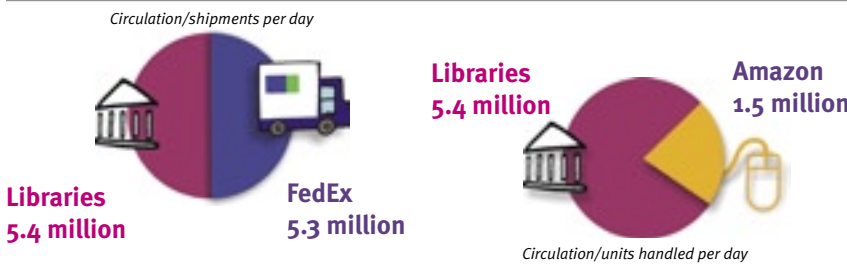 Circulation/shipments per day
Libraries
5.4 million
FedEx
5.3 million
Libraries
5.4 million
Amazon
1.5 million
Circulation/units handled per day